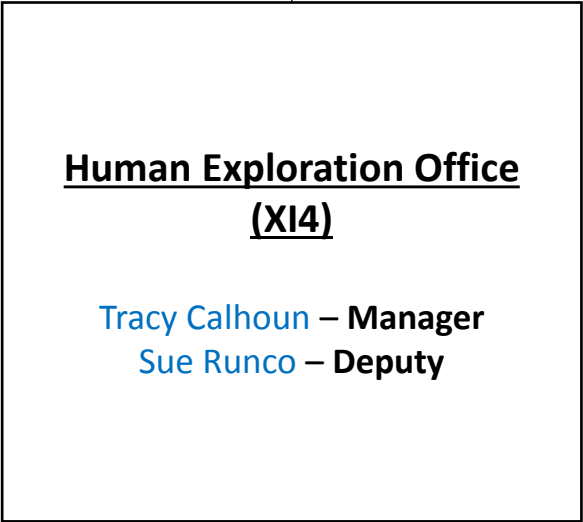 Human Exploration Office
(XI4)
Tracy Calhoun – Manager
Sue Runco – Deputy